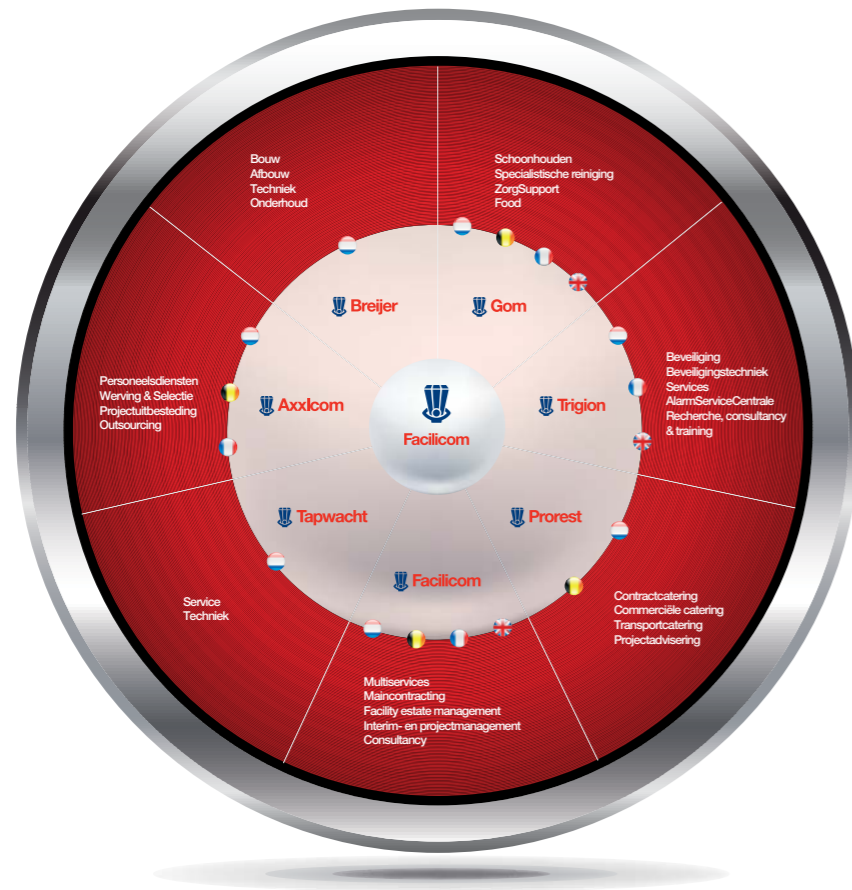 Bouw
Afbouw
Techniek
Onderhoud
Schoonhouden
Specialistische reiniging
ZorgSupport
Food
Breijer
Gom
Personeelsdiensten
Werving & Selectie
Projectuitbesteding
Outsourcing
Axxlcom
Facilicom
Trigion
Beveiliging
Beveiligingstechniek
Services
AlarmServiceCentrale
Recherche, consultancy
& training
Tapwacht
Prorest
Facilicom
Service
Techniek
Contractcatering
Commerciële catering
Transportcatering
Projectadvisering
Multiservices
Maincontracting
Facility estate management
Interim- en projectmanagement
Consultancy